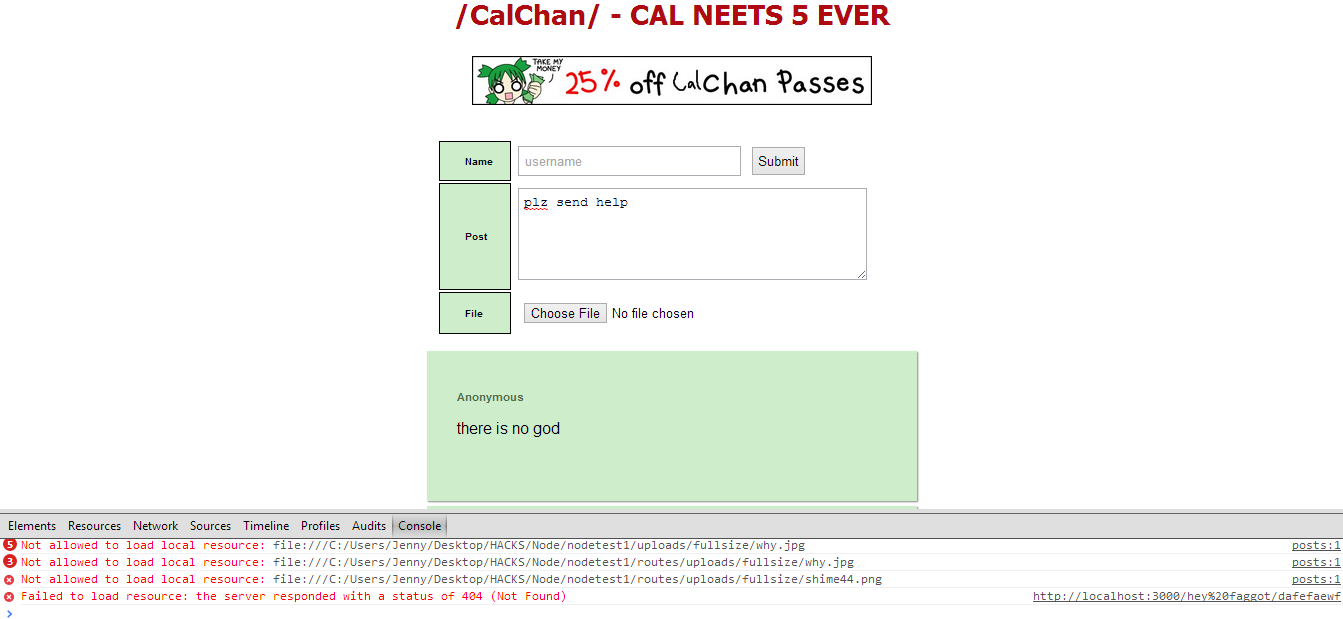 /CalChan/ - CAL NEETS 5 EVER
TAKE MY
MONEY
25% off CalChan Passes
Name
username
Submit
Post
plz send help
File
Choose File No file chosen
Anonymous
there is no god
Elements Resources Network Sources Timeline Profiles Audits Console
5 Not allowed to load local resource: file:///C:/Users/Jenny/Desktop/HACKS/Node/nodetest1/uploads/fullsize/why.jpg posts:1
3 Not allowed to load local resource: file:///C:/Users/Jenny/Desktop/HACKS/Node/nodetest1/routes/uploads/fullsize/why.jpg posts:1
Not allowed to load local resource: file:///C:/Users/Jenny/Desktop/HACKS/Node/nodetest1/routes/uploads/fullsize/shime44.png posts:1
Failed to load resource: the server responded with a status of 404 (Not Found) http://localhost:3000/hey%20faggot/dafefaewf